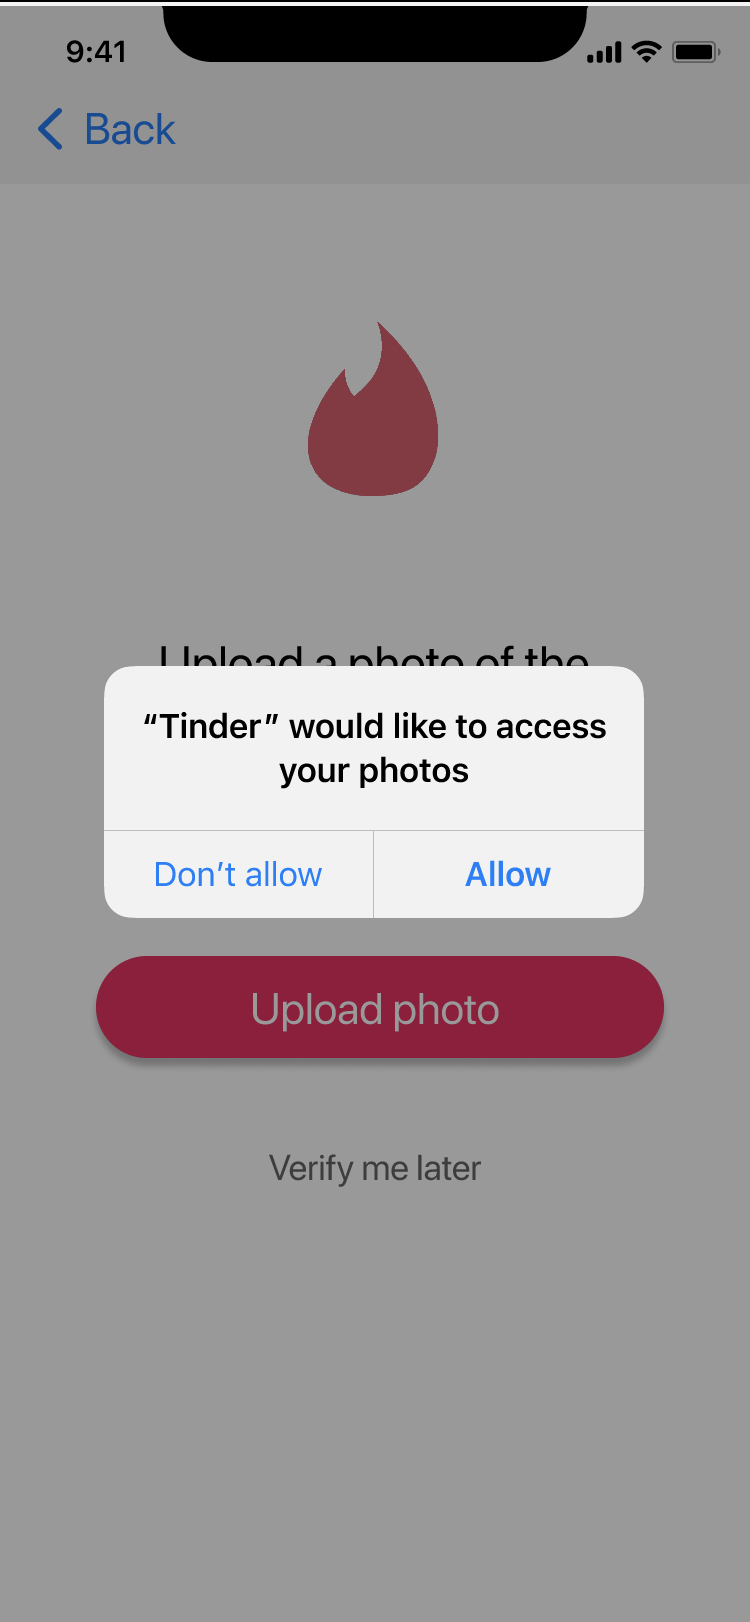 9:41
Back
Upload a photo of the
“Tinder” would like to access
your photos
Don’t allow
Allow
Upload photo
Verify me later